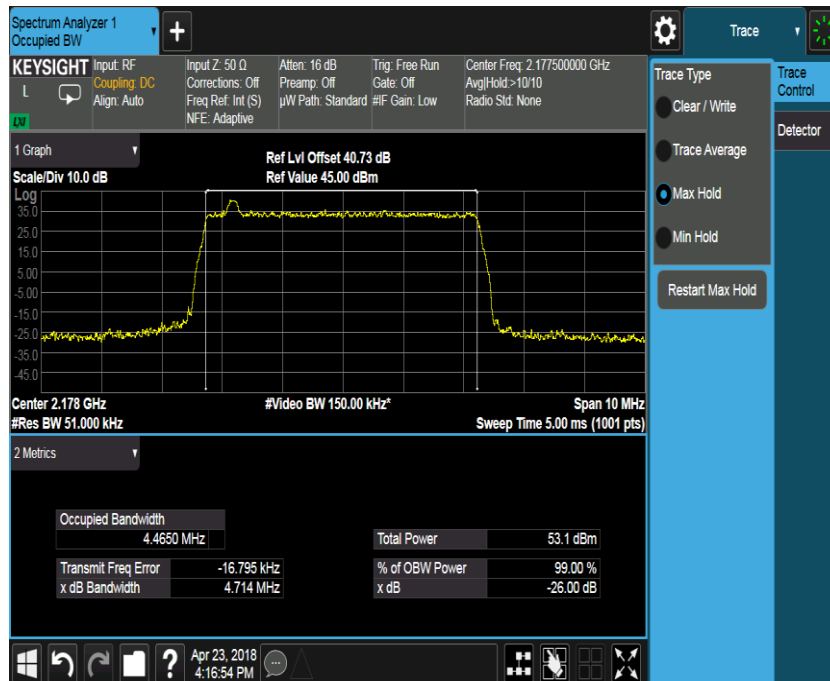 Spectrum Analyzer 1
Occupied BW
+
Trace
KEYSIGHT
L
LXI
Input: RF
Coupling: DC
Align: Auto
Input Z: 50 Ω
Corrections: Off
Freq Ref: Int (S)
NFE: Adaptive
Atten: 16 dB
Preamp: Off
µW Path: Standard
Trig: Free Run
Gate: Off
#IF Gain: Low
Center Freq: 2.177500000 GHz
Avg|Hold:>10/10
Radio Std: None
1 Graph
Scale/Div 10.0 dB
Ref Lvl Offset 40.73 dB
Ref Value 45.00 dBm
Log
35.0
25.0
15.0
5.00
-5.00
-15.0
-25.0
-35.0
-45.0
Center 2.178 GHz
#Video BW 150.00 kHz*
Span 10 MHz
#Res BW 51.000 kHz
Sweep Time 5.00 ms (1001 pts)
2 Metrics
Occupied Bandwidth
4.4650 MHz
Total Power 53.1 dBm
Transmit Freq Error -16.795 kHz
% of OBW Power 99.00 %
x dB Bandwidth 4.714 MHz
x dB -26.00 dB
Trace Type
Clear / Write
Trace Average
Max Hold
Min Hold
Restart Max Hold
Trace
Control
Detector
?
Apr 23, 2018
4:16:54 PM